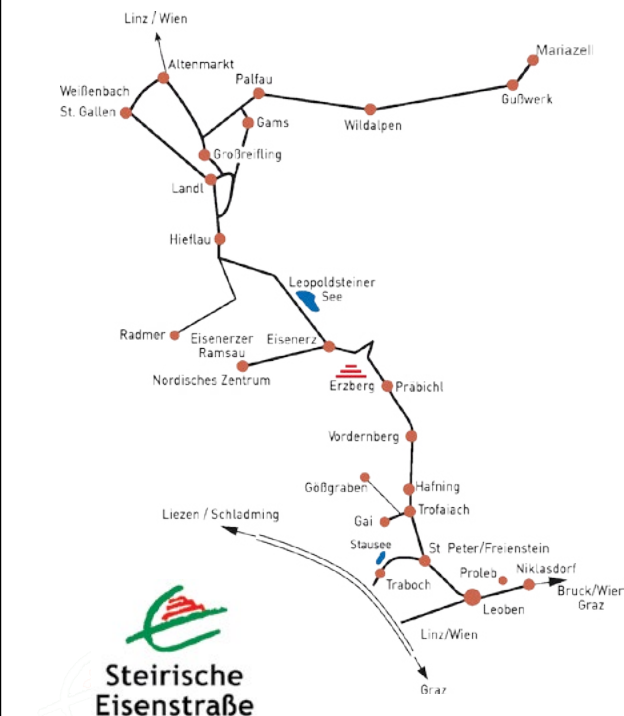 Linz / Wien
Altenmarkt
Mariazell
Palfau
Weißenbach
St. Gallen
Gußwerk
Gams
Wildalpen
Großreifling
Landl
Hieflau
Leopoldsteiner
See
Radmer
Eisenerzer
Ramsau
Eisenerz
Nordisches Zentrum
Erzberg
Präbichl
Vordernberg
Gößgraben
Hafning
Trofaiach
Gai
Liezen / Schladming
Stausee
St. Peter/Freienstein
Traboch
Proleb
Niklasdorf
Bruck/Wien
Graz
Leoben
Linz/Wien
Graz
Steirische
Eisenstraße